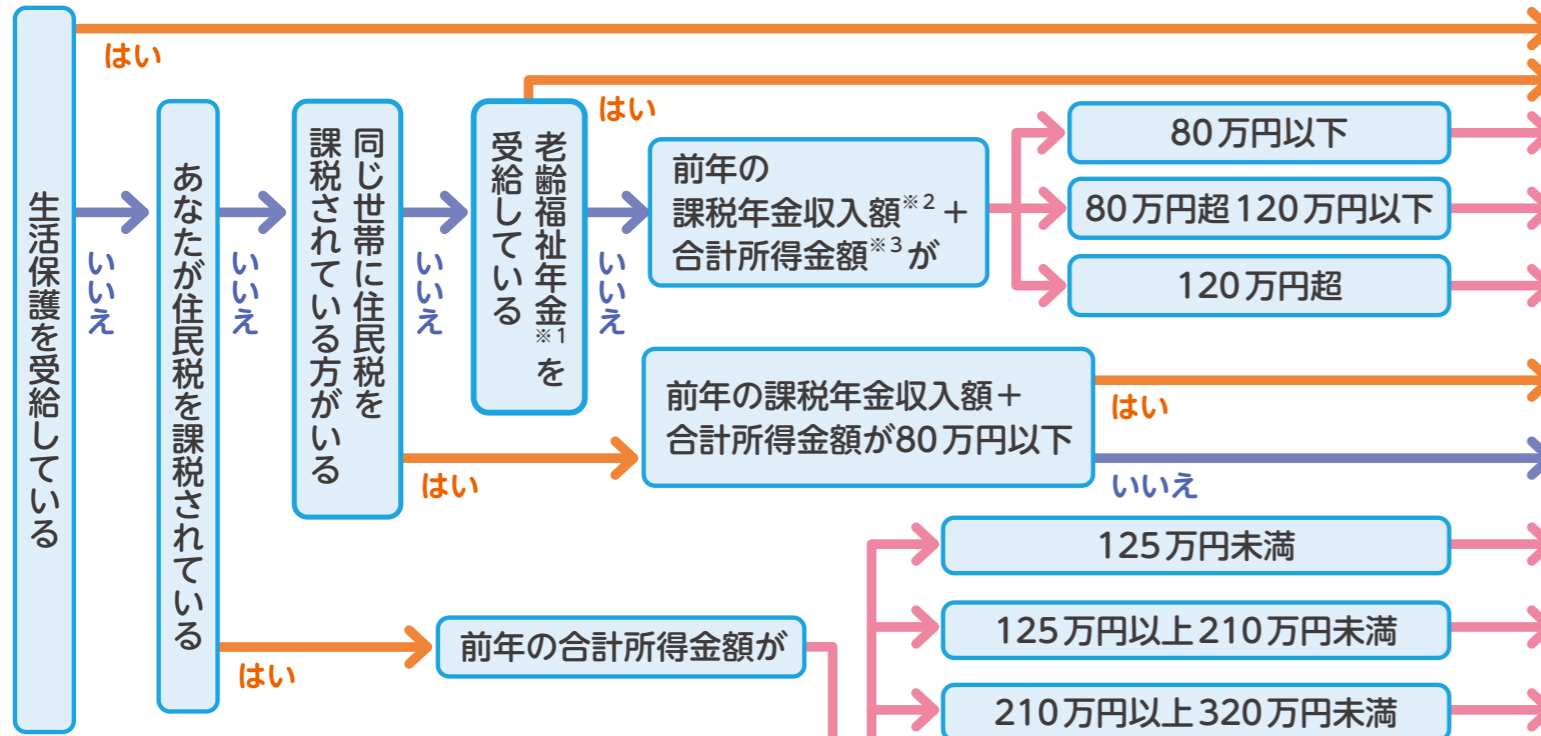 生活保護を受給している
はい
いいえ
あなたが住民税を課税されている
いいえ
はい
同じ世帯に住民税を
課税されている方がいる
いいえ
はい
老齢福祉年金※1を
受給している
はい
いいえ
前年の
課税年金収入額※2+
合計所得金額※3が
80万円以下
80万円超120万円以下
120万円超
前年の課税年金収入額+
合計所得金額が80万円以下
はい
いいえ
前年の合計所得金額が
125万円未満
125万円以上210万円未満
210万円以上320万円未満